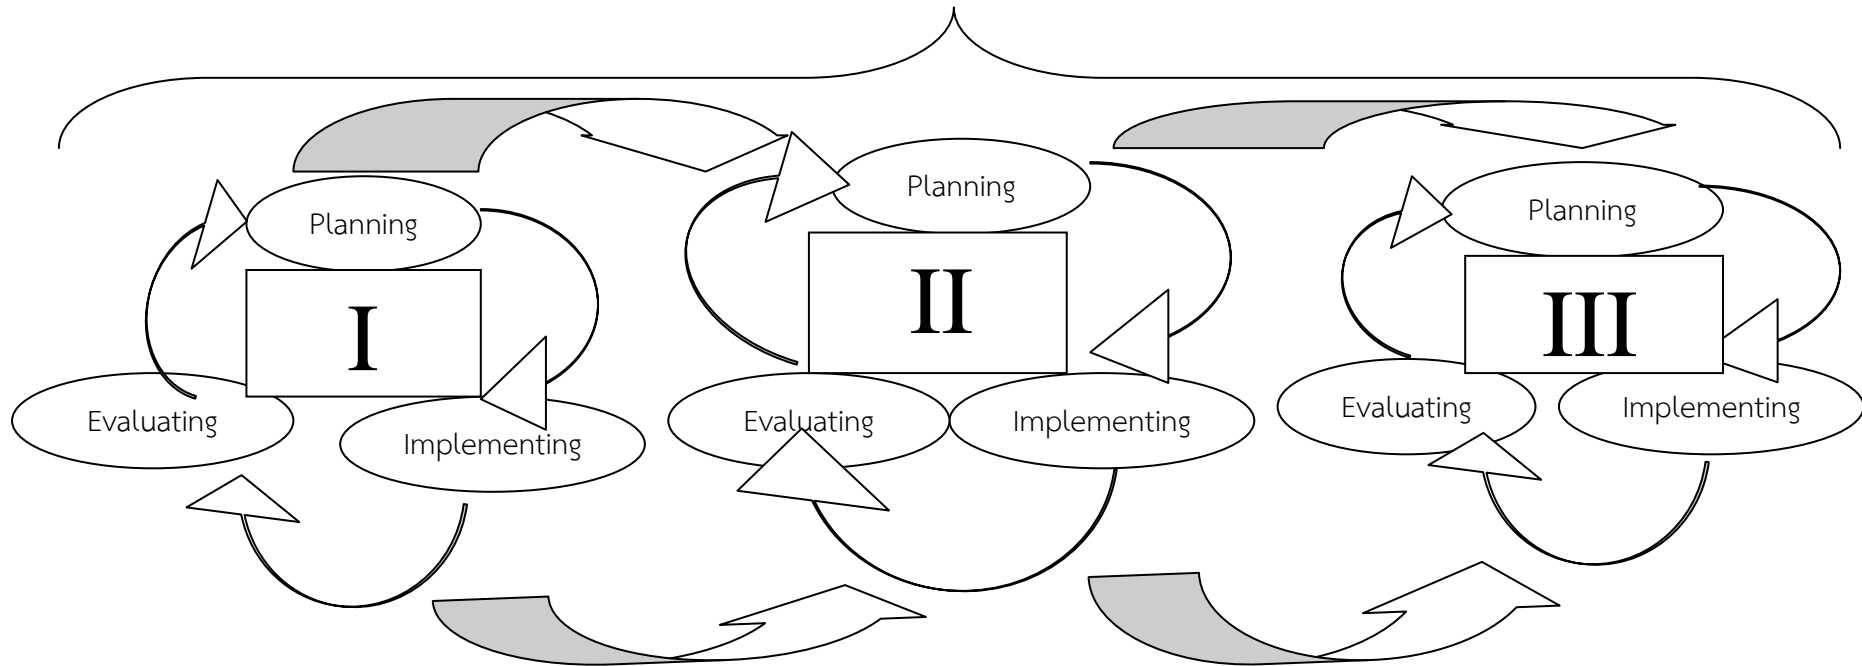 Planning
I
Evaluating
Implementing
Planning
II
Evaluating
Implementing
Planning
III
Evaluating
Implementing